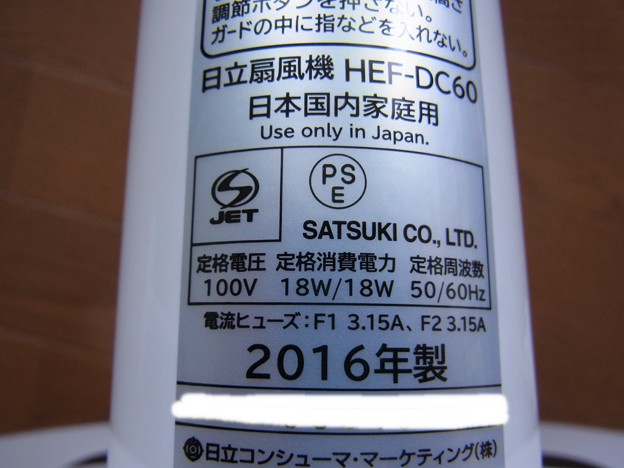 調節ボタンを押さない。
ガードの中に指などを入れない。
日立扇風機 HEF-DC60
日本国内家庭用
Use only in Japan.
S
JET
PS
E
SATSUKI CO., LTD.
定格電圧 定格消費電力 定格周波数
100V 18W/18W 50/60Hz
電流ヒューズ:F1 3.15A、F2 3.15A
2016年製
日立コンシューマ・マーケティング(株)